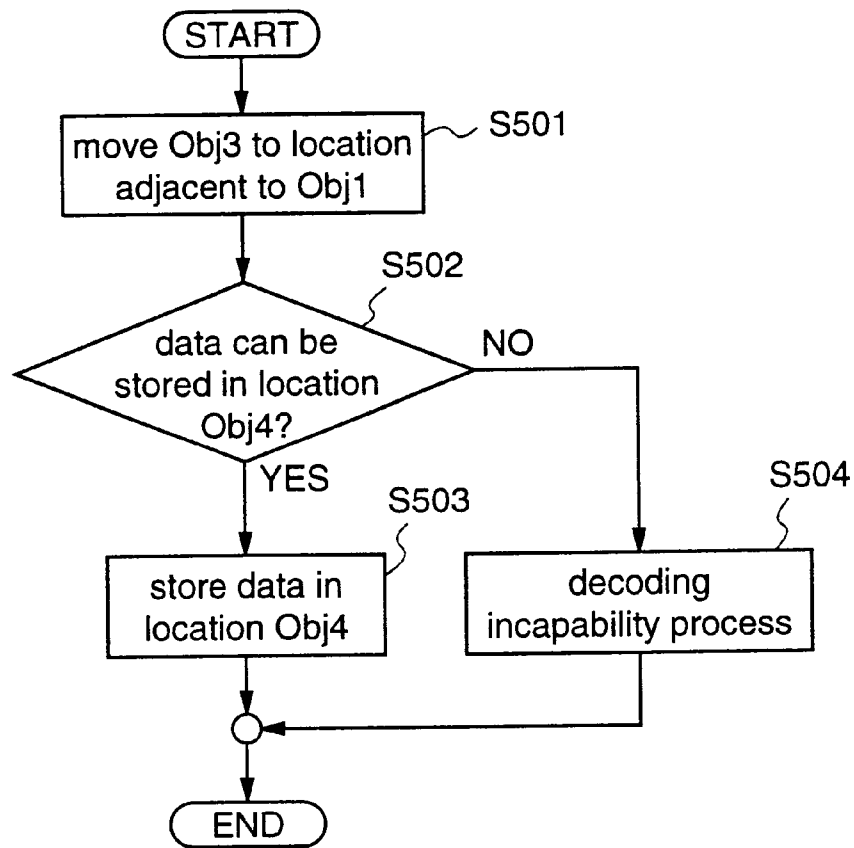 START
move Obj3 to location
adjacent to Obj1
S501
S502
data can be
stored in location
Obj4?
NO
YES
S503
S504
store data in
location Obj4
decoding
incapability process
END